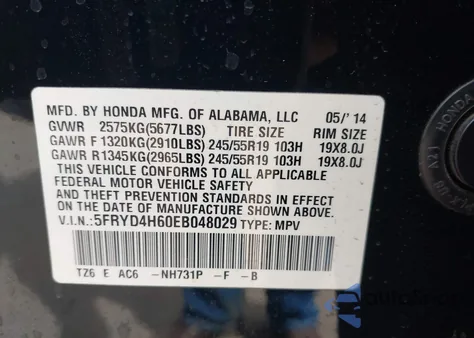 MFD. BY HONDA MFG. OF ALABAMA, LLC 05/'14
GVWR 2575KG(5677LBS) TIRE SIZE RIM SIZE
GAWR F 1320KG(2910LBS) 245/55R19 103H 19X8.0J
GAWR R1345KG(2965LBS) 245/55R19 103H 19X8.0J
THIS VEHICLE CONFORMS TO ALL APPLICABLE
FEDERAL MOTOR VEHICLE SAFETY
AND THEFT PREVENTION STANDARDS IN EFFECT
ON THE DATE OF MANUFACTURE SHOWN ABOVE.
V.I.N.:5FRYD4H60EB048029 TYPE: MPV
TZ6 E AC6 -NH731P -F -B